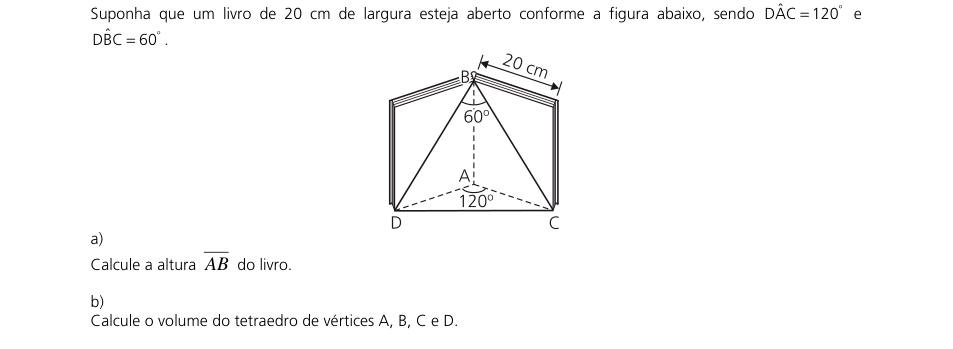 Suponha que um livro de 20 cm de largura esteja aberto conforme a figura abaixo, sendo DÂC = 120° e
DB̂C = 60°.
20 cm
B
60°
A
120°
D
C
a)
Calcule a altura A̅B̅ do livro.
b)
Calcule o volume do tetraedro de vértices A, B, C e D.